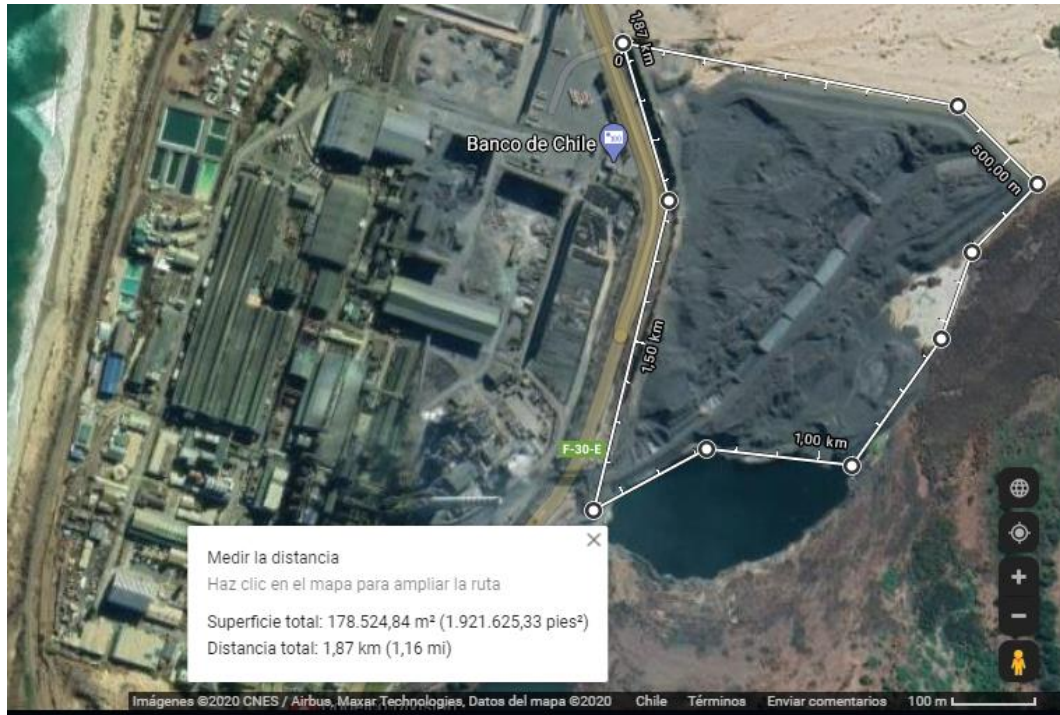 1,87 km
0
Banco de Chile
500,00 m
1,50 km
1,00 km
F-30-E
Medir la distancia
Haz clic en el mapa para ampliar la ruta
Superficie total: 178.524,84 m² (1.921.625,33 pies²)
Distancia total: 1,87 km (1,16 mi)
Imágenes ©2020 CNES / Airbus, Maxar Technologies, Datos del mapa ©2020 Chile Términos Enviar comentarios 100 m